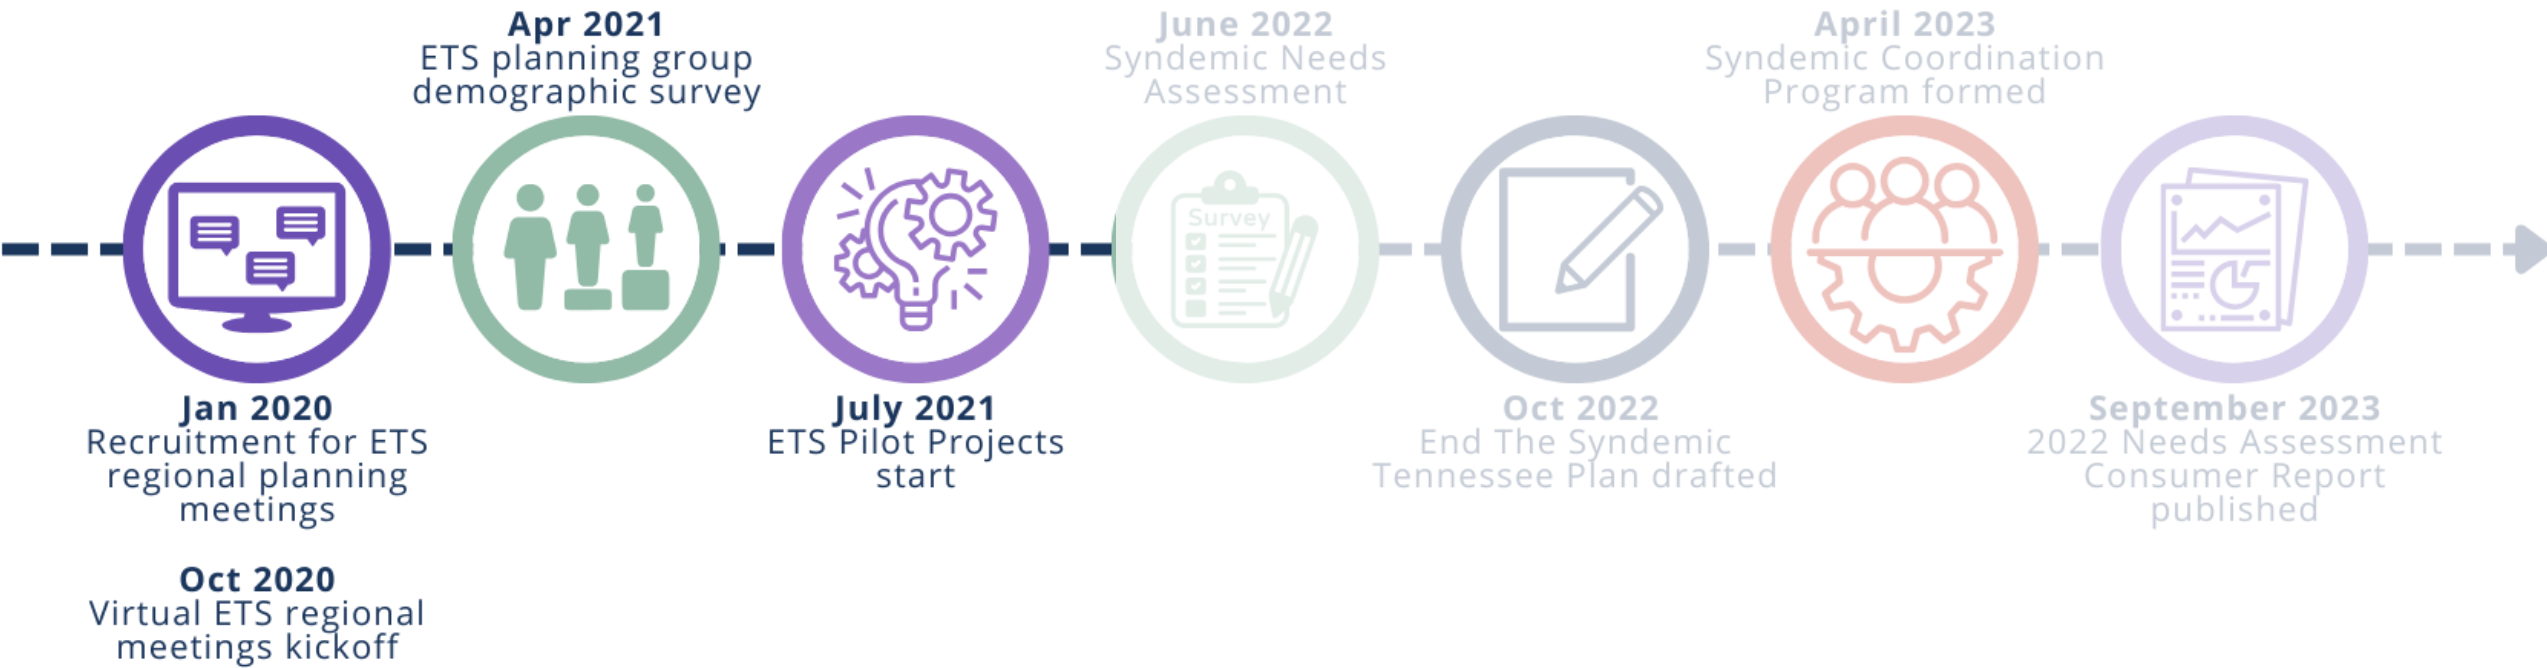 Jan 2020
Recruitment for ETS
regional planning
meetings
Oct 2020
Virtual ETS regional
meetings kickoff
Apr 2021
ETS planning group
demographic survey
July 2021
ETS Pilot Projects
start
June 2022
Syndemic Needs
Assessment
Survey
Oct 2022
End The Syndemic
Tennessee Plan drafted
April 2023
Syndemic Coordination
Program formed
September 2023
2022 Needs Assessment
Consumer Report
published